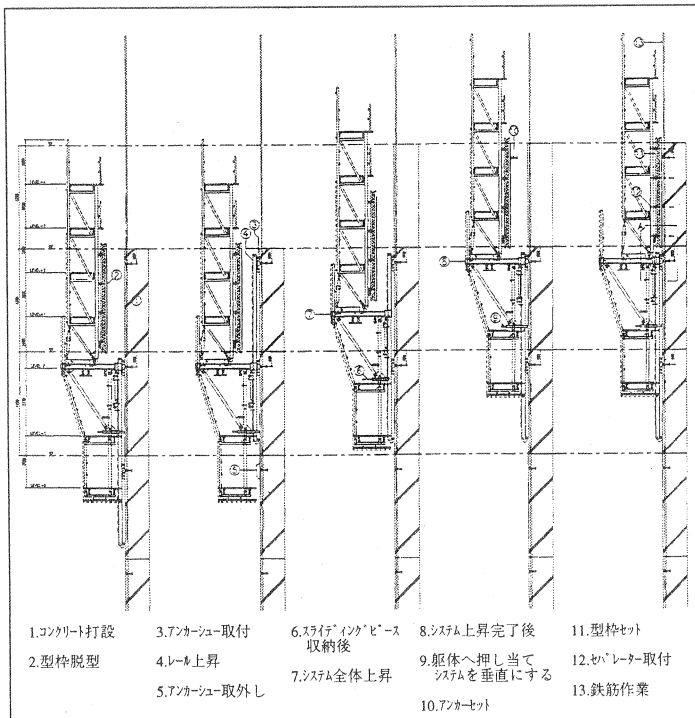 1.コンクリート打設
2.型枠脱型
3.アンカーシュー取付
4.レール上昇
5.アンカーシュー取外し
6.スライディングピース
収納後
7.システム全体上昇
8.システム上昇完了後
9.躯体へ押し当て
システムを垂直にする
10.アンカーセット
11.型枠セット
12.セパレーター取付
13.鉄筋作業